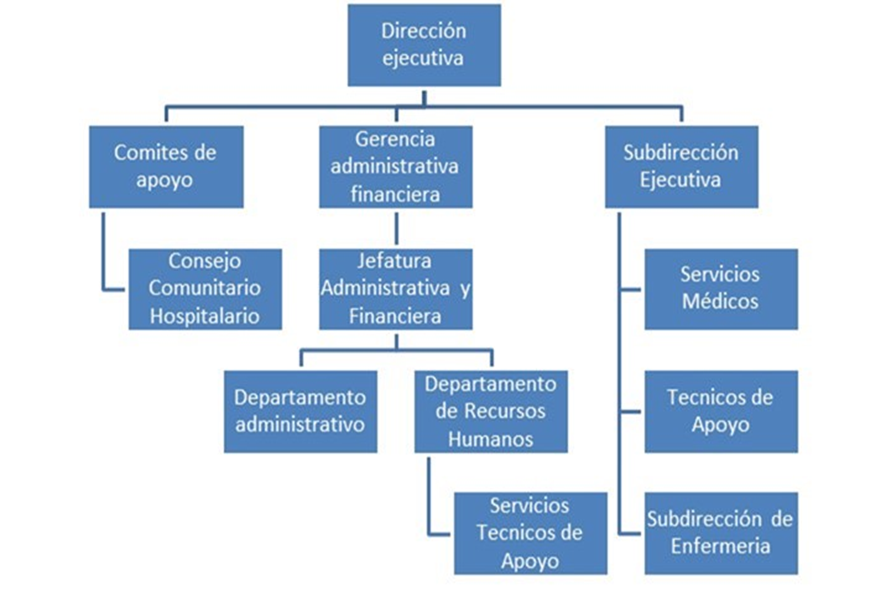 Dirección
ejecutiva
Comites de
apoyo
Gerencia
administrativa
financiera
Subdirección
Ejecutiva
Consejo
Comunitario
Hospitalario
Jefatura
Administrativa y
Financiera
Servicios
Médicos
Departamento
administrativo
Departamento
de Recursos
Humanos
Tecnicos de
Apoyo
Servicios
Tecnicos de
Apoyo
Subdirección de
Enfermeria